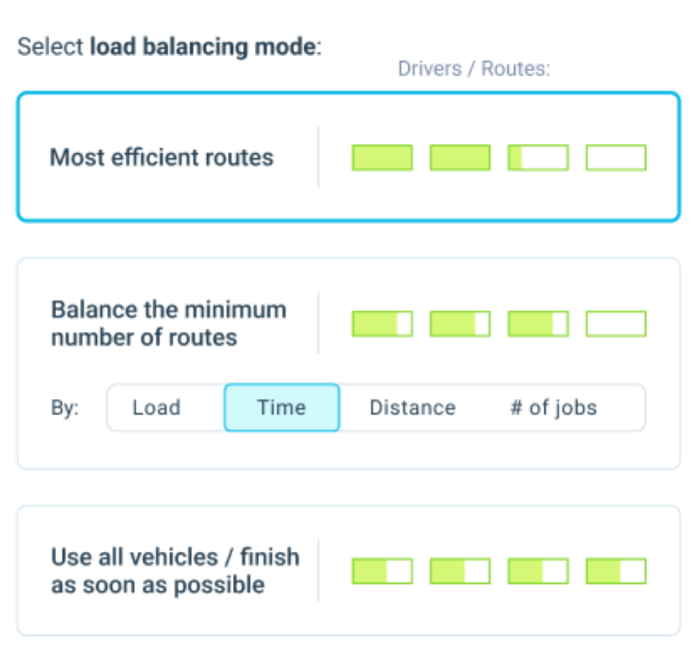 Select load balancing mode:
Drivers / Routes:
Most efficient routes
Balance the minimum
number of routes
By: Load Time Distance # of jobs
Use all vehicles / finish
as soon as possible